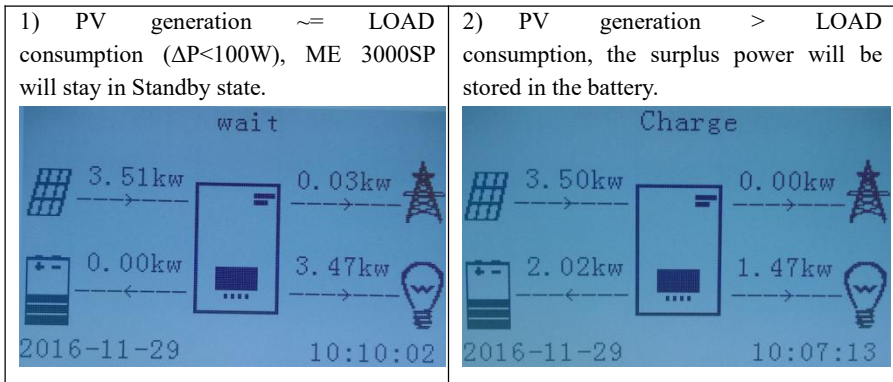 1) PV generation ~= LOAD
consumption (ΔP<100W), ME 3000SP
will stay in Standby state.
wait
3.51kw
0.03kw
0.00kw
3.47kw
2016-11-29
10:10:02
2) PV generation > LOAD
consumption, the surplus power will be
stored in the battery.
Charge
3.50kw
0.00kw
2.02kw
1.47kw
2016-11-29
10:07:13